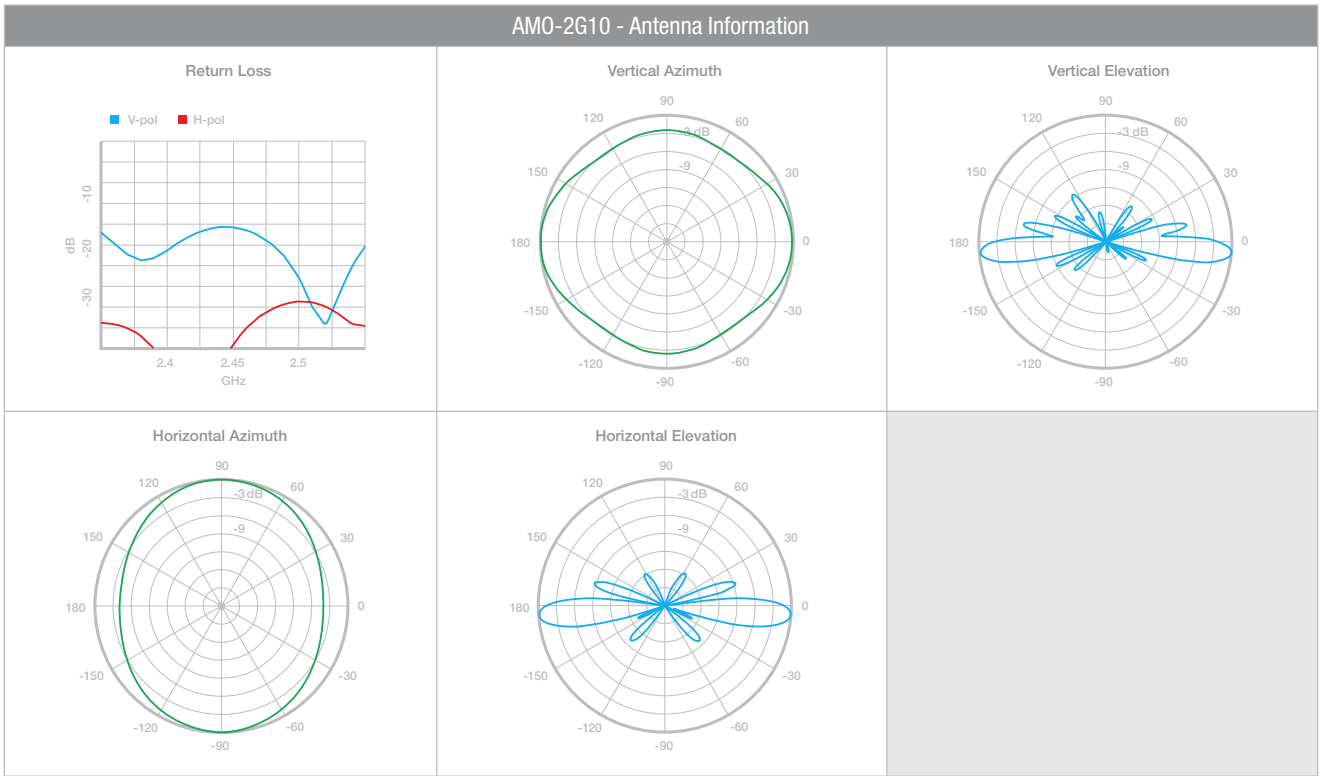 AMO-2G10 - Antenna Information
Return Loss
V-pol H-pol
-10
-20
-30
dB
2.4 2.45 2.5
GHz
Vertical Azimuth
90
120 60
-3 dB
-9
150 30
180 0
-150 -30
-120 -60
-90
Vertical Elevation
90
120 60
-3 dB
-9
150 30
180 0
-150 -30
-120 -60
-90
Horizontal Azimuth
90
120 60
-3 dB
-9
150 30
180 0
-150 -30
-120 -60
-90
Horizontal Elevation
90
120 60
-3 dB
-9
150 30
180 0
-150 -30
-120 -60
-90